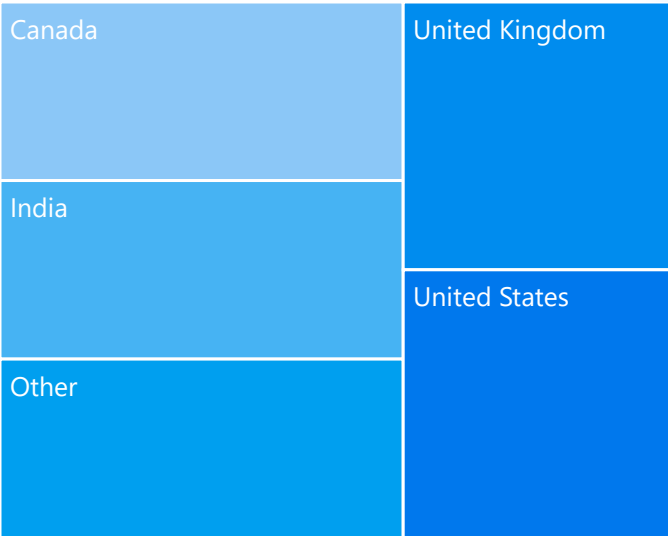 Canada
India
Other
United Kingdom
United States